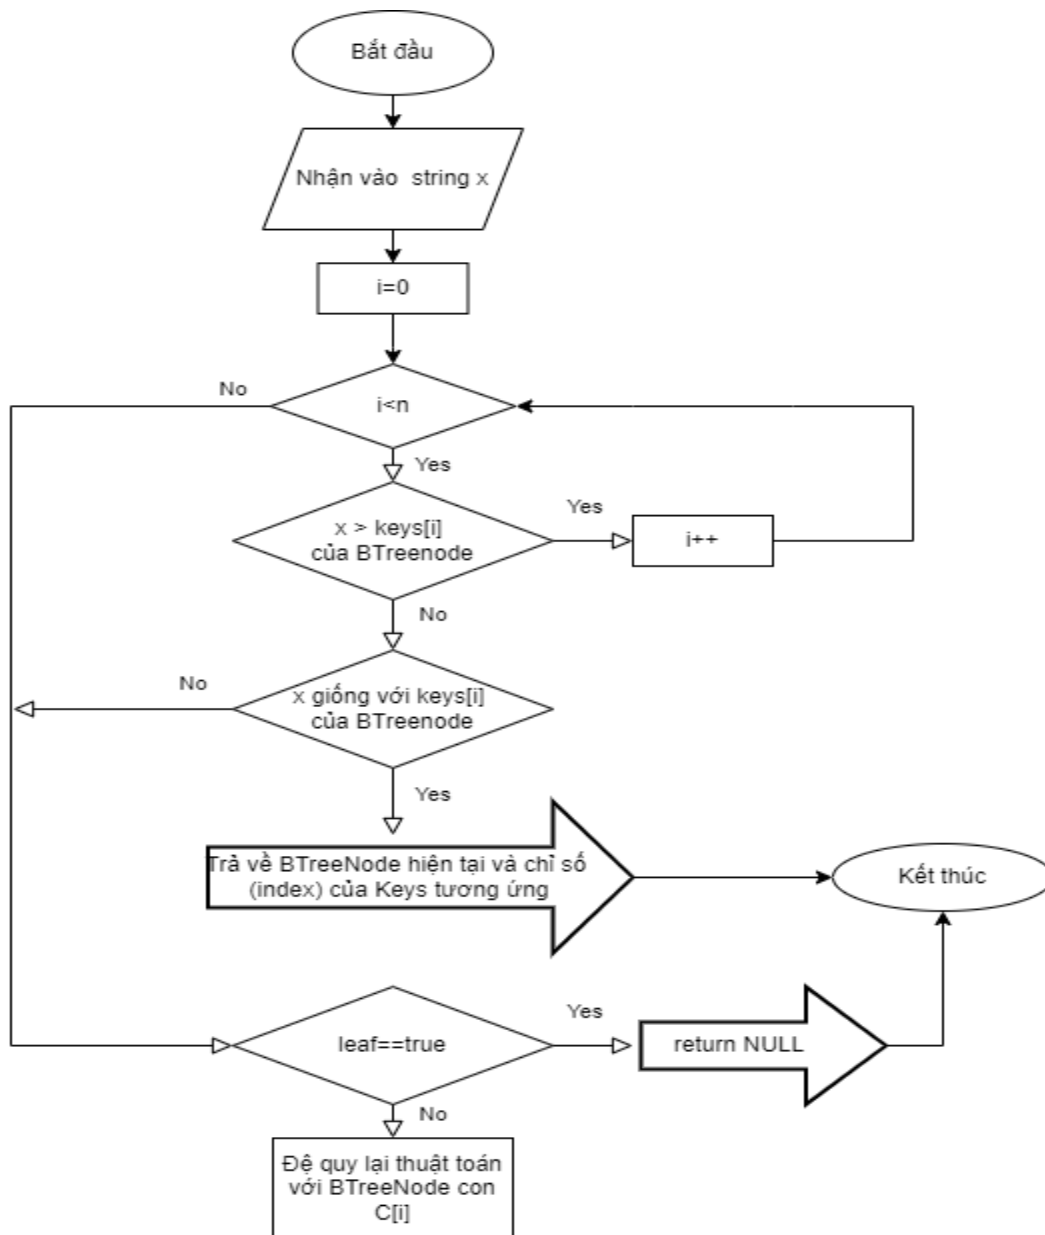 Bắt đầu
Nhận vào string x
i=0
No
i<n
Yes
x > keys[i]
của BTreenode
Yes
i++
No
No
x giống với keys[i]
của BTreenode
Yes
Trả về BTreeNode hiện tại và chỉ số
(index) của Keys tương ứng
Kết thúc
leaf==true
Yes
return NULL
No
Đệ quy lại thuật toán
với BTreeNode con
C[i]